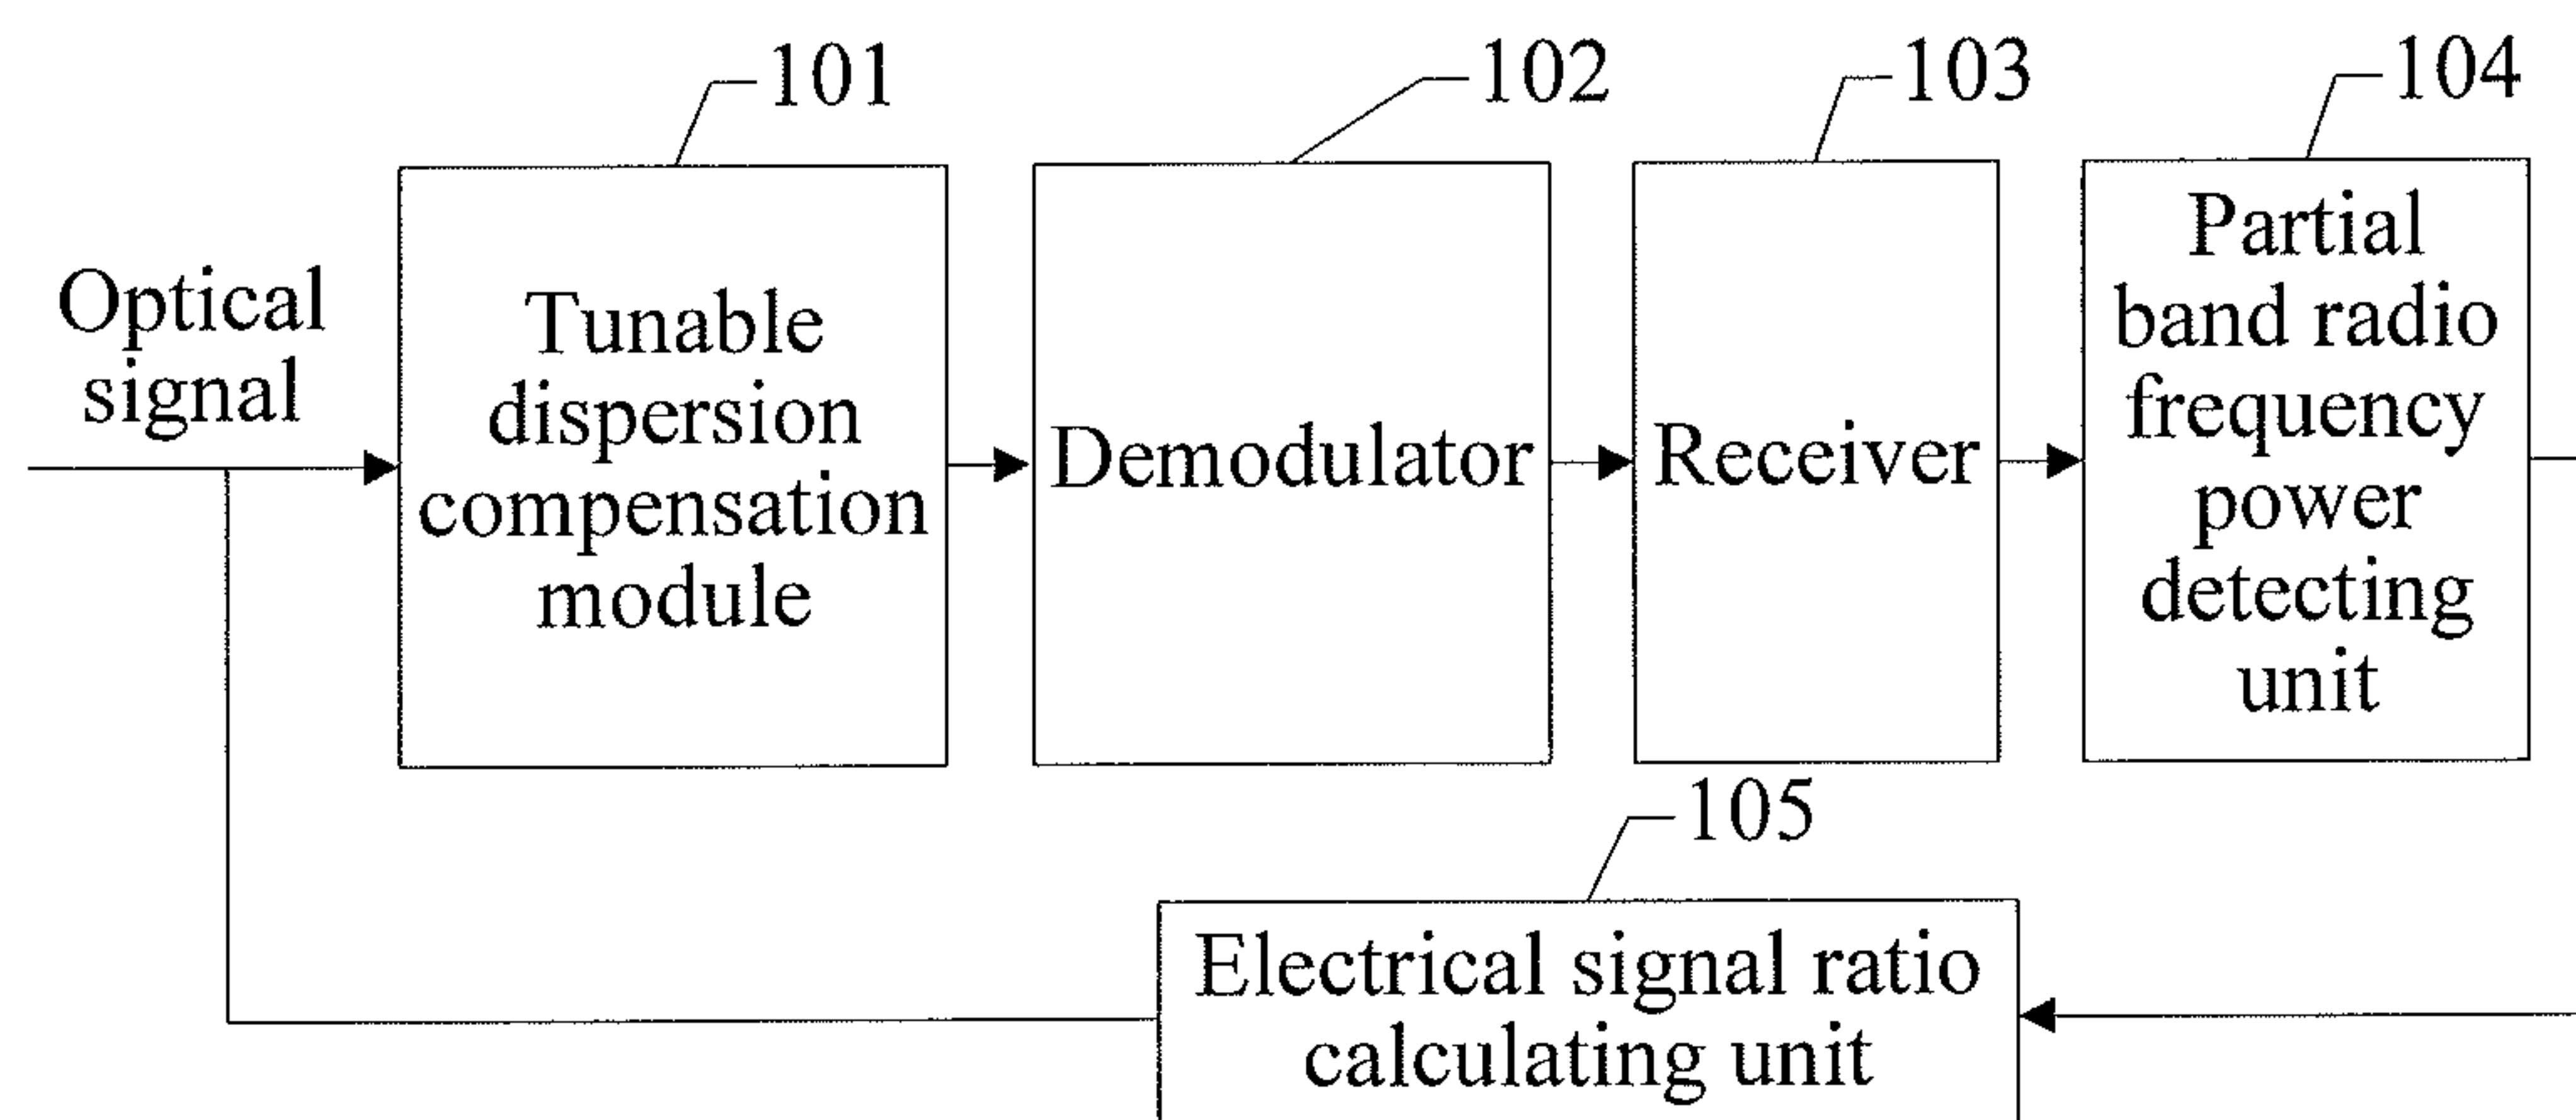 101
102
103
104
Optical
signal
Tunable
dispersion
compensation
module
Demodulator
Receiver
Partial
band radio
frequency
power
detecting
unit
105
Electrical signal ratio
calculating unit